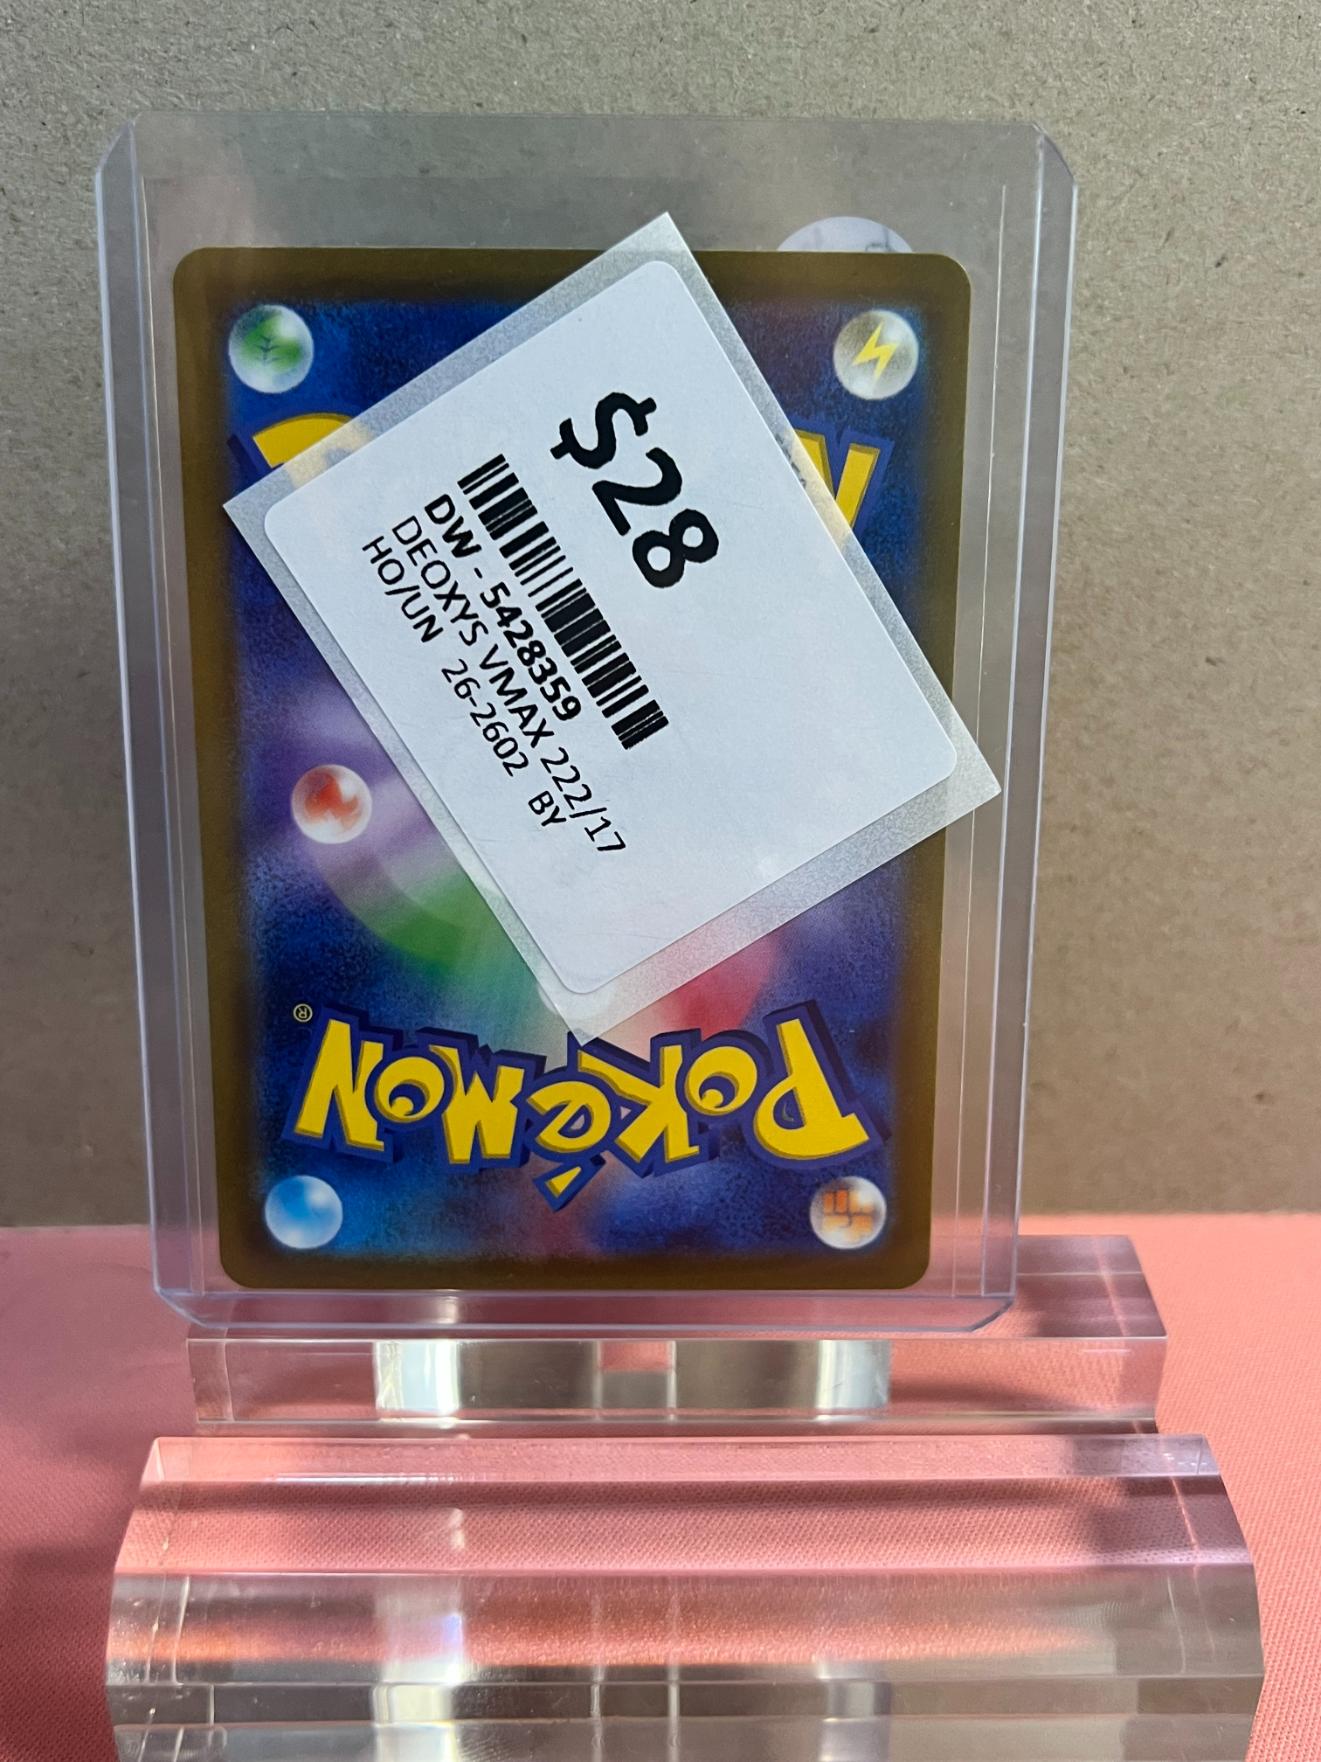 $28
DW - 5428359
DEOXYS VMAX 222/17
HO/UN 26-2602 BY
POKéMON
®